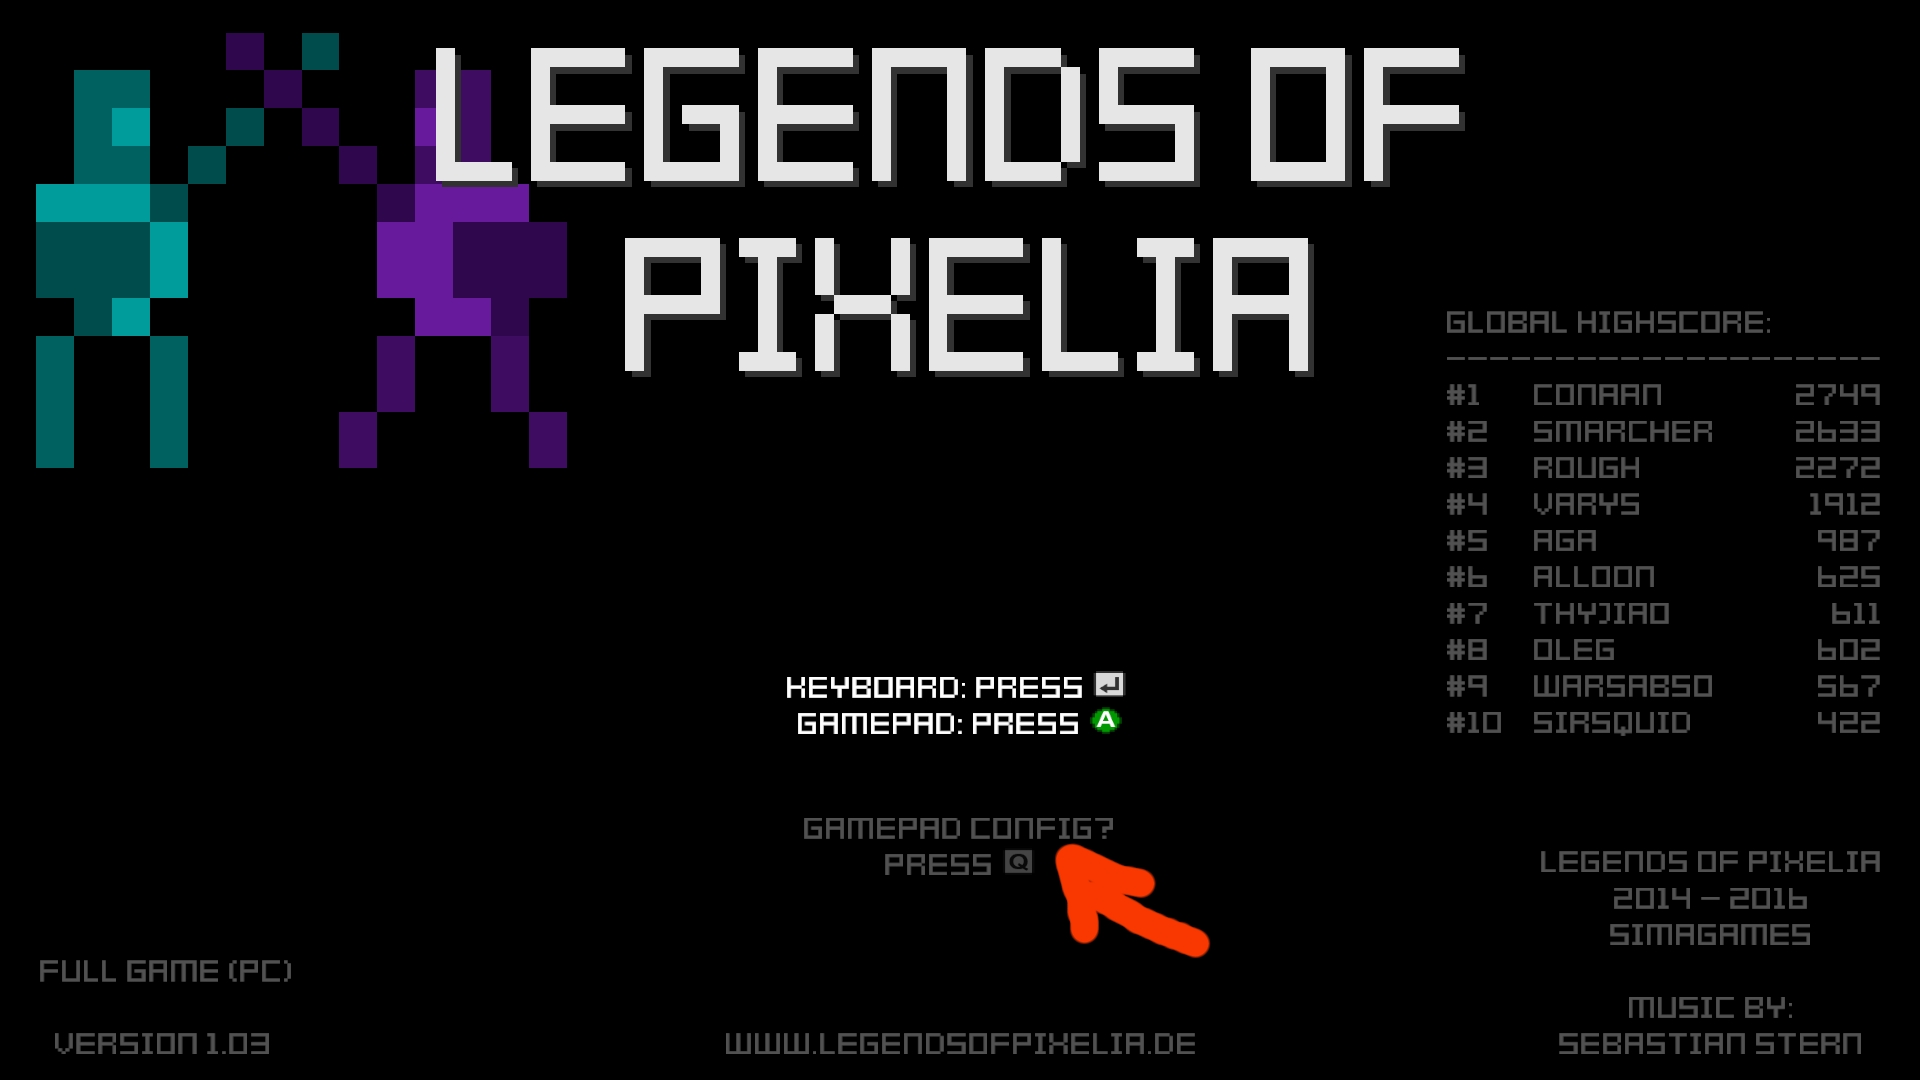 LEGENDS OF
PIXELIA
GLOBAL HIGHSCORE:
--------------------
#1 CONAAN 2749
#2 SMARCHER 2633
#3 ROUGH 2272
#4 VARYS 1912
#5 AGA 987
#6 ALLOON 625
#7 THYJIAO 611
#8 OLEG 602
#9 WARSABSO 567
#10 SIRSQUID 422
KEYBOARD: PRESS ↵
GAMEPAD: PRESS A
GAMEPAD CONFIG?
PRESS Q
LEGENDS OF PIXELIA
2014 - 2016
SIMAGAMES
FULL GAME (PC)
MUSIC BY:
VERSION 1.03
WWW.LEGENDSOFPIXELIA.DE
SEBASTIAN STERN